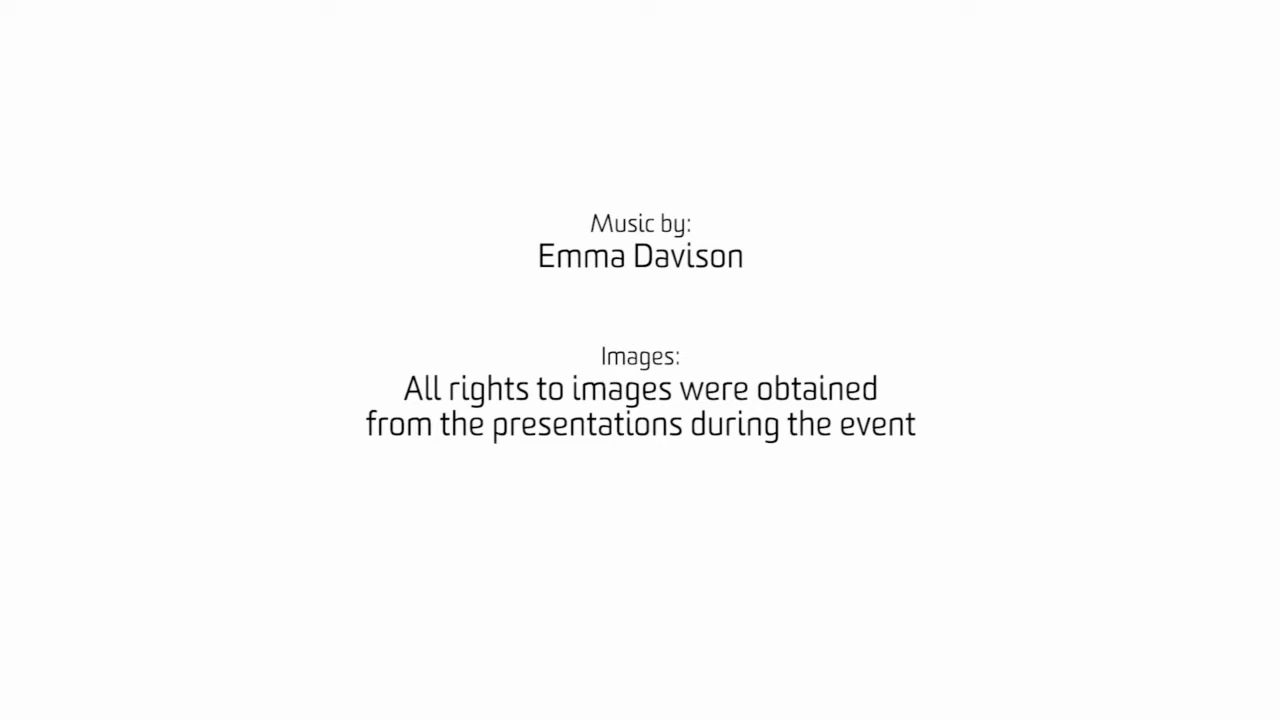 Music by:
Emma Davison
Images:
All rights to images were obtained
from the presentations during the event